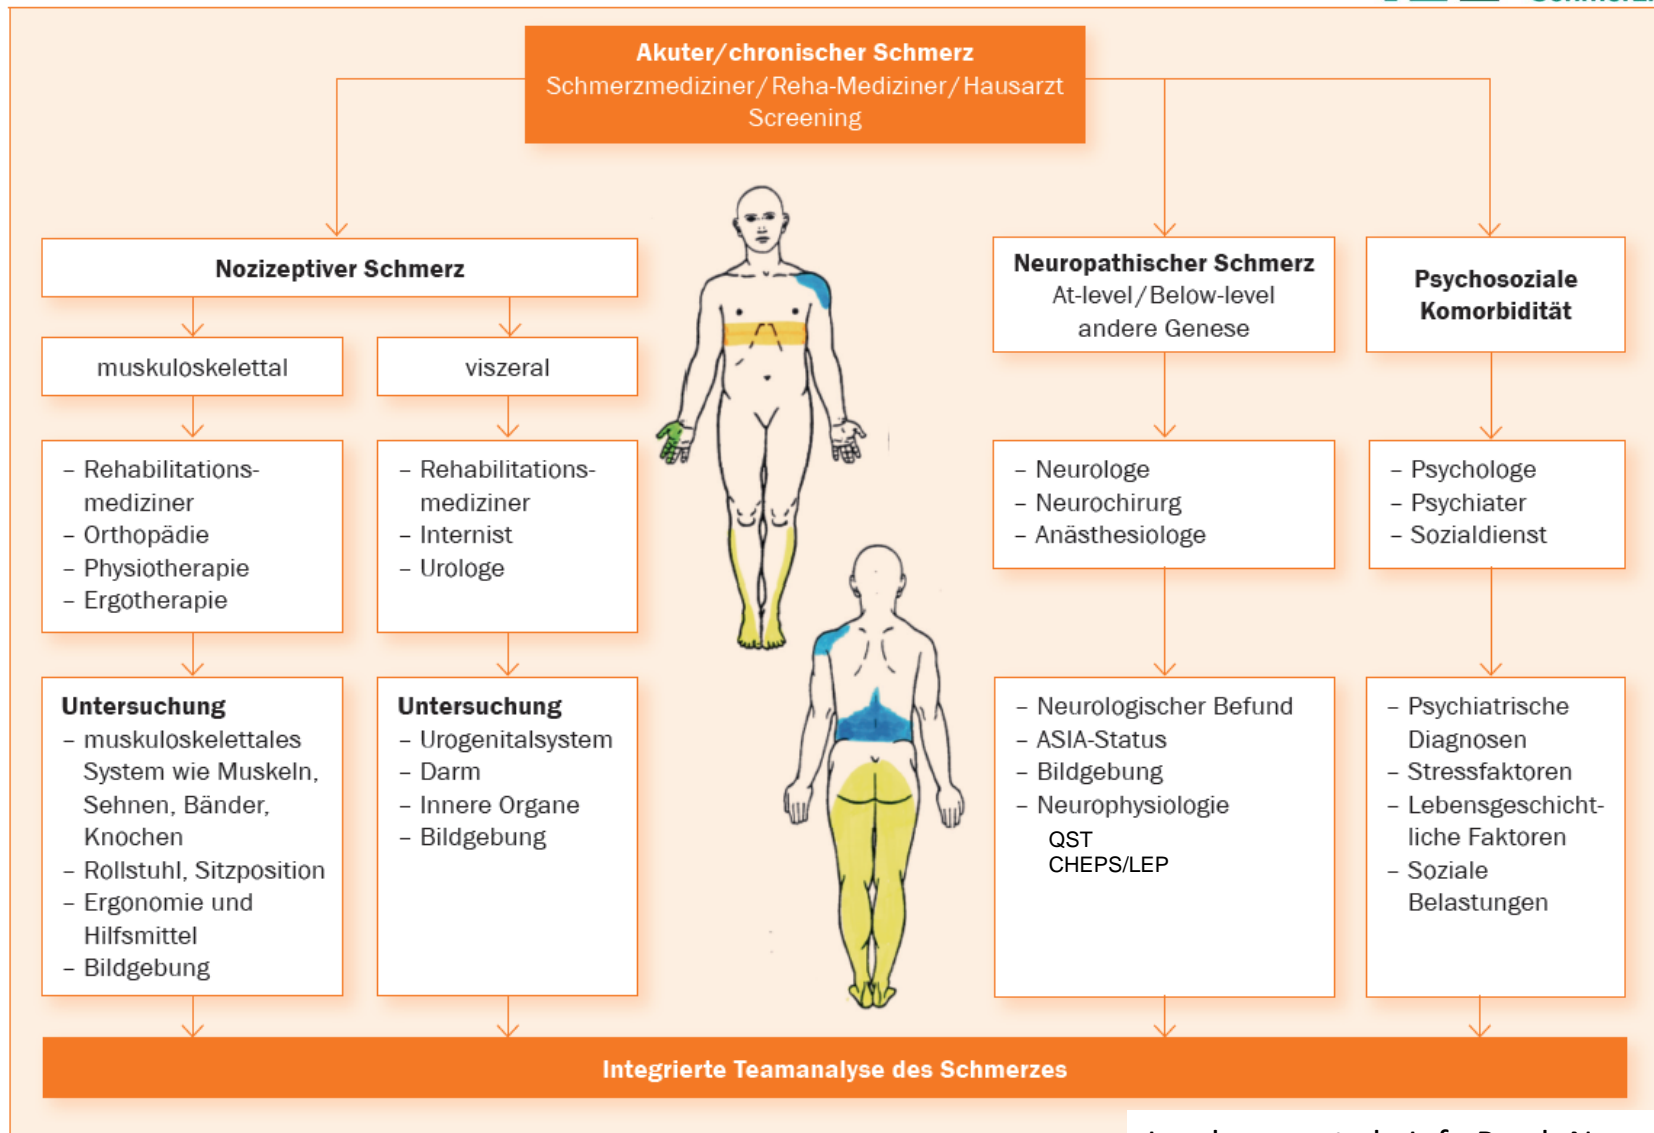 Akuter/chronischer Schmerz
Schmerzmediziner/Reha-Mediziner/Hausarzt
Screening
Nozizeptiver Schmerz
muskuloskelettal
viszeral
– Rehabilitations-
mediziner
– Orthopädie
– Physiotherapie
– Ergotherapie
– Rehabilitations-
mediziner
– Internist
– Urologe
Untersuchung
– muskuloskelettales
System wie Muskeln,
Sehnen, Bänder,
Knochen
– Rollstuhl, Sitzposition
– Ergonomie und
Hilfsmittel
– Bildgebung
Untersuchung
– Urogenitalsystem
– Darm
– Innere Organe
– Bildgebung
Neuropathischer Schmerz
At-level/Below-level
andere Genese
– Neurologe
– Neurochirurg
– Anästhesiologe
– Neurologischer Befund
– ASIA-Status
– Bildgebung
– Neurophysiologie
QST
CHEPS/LEP
Psychosoziale
Komorbidität
– Psychologe
– Psychiater
– Sozialdienst
– Psychiatrische
Diagnosen
– Stressfaktoren
– Lebensgeschicht-
liche Faktoren
– Soziale
Belastungen
Integrierte Teamanalyse des Schmerzes